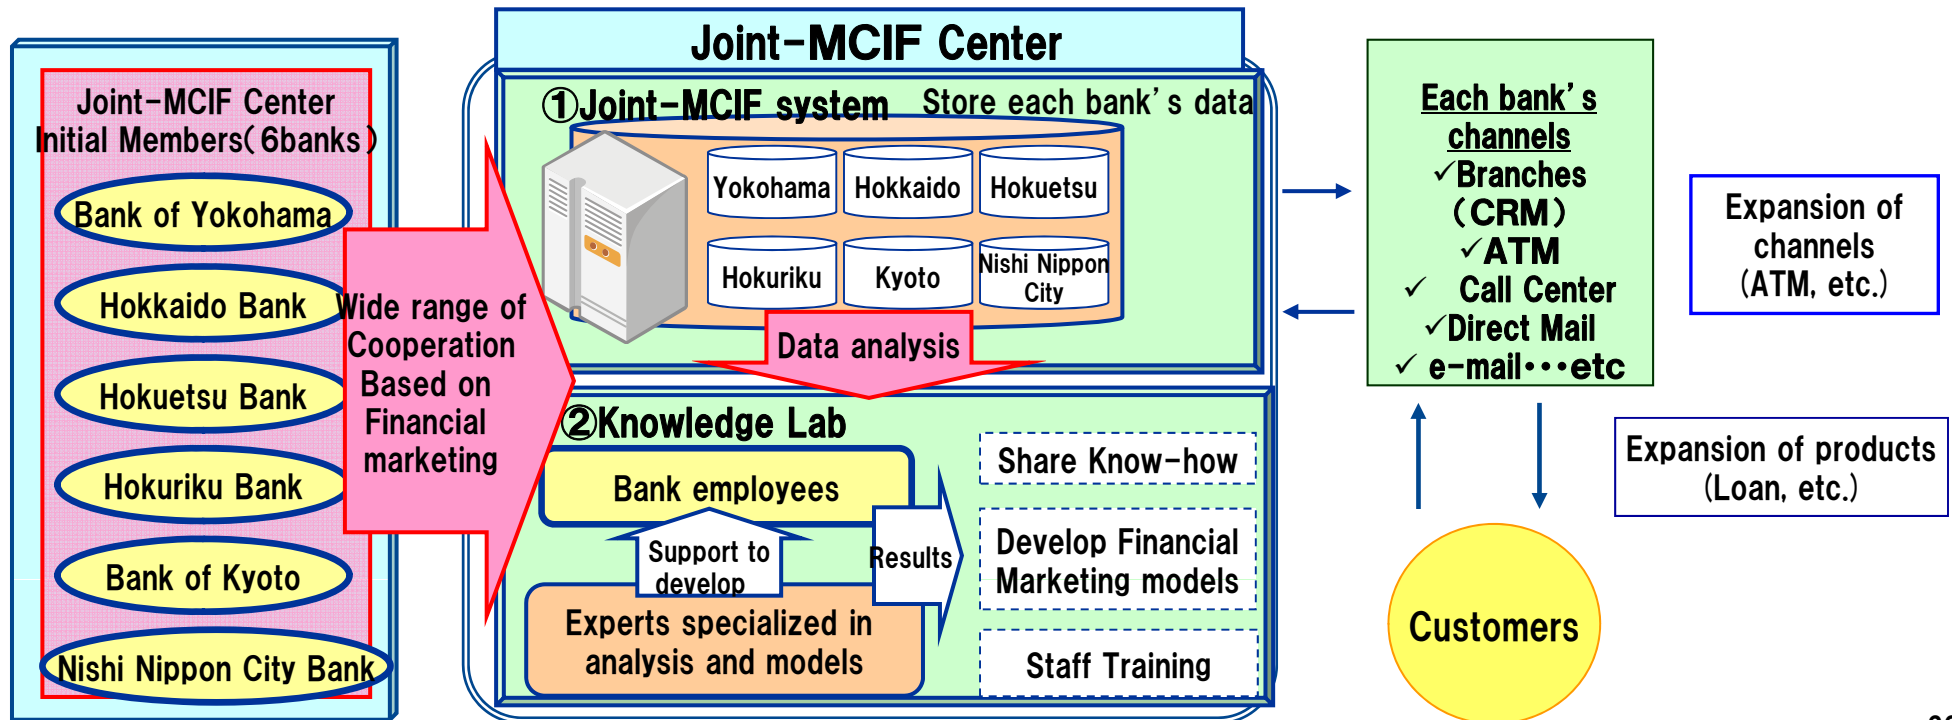 Joint-MCIF Center
Joint-MCIF Center
Initial Members(6banks)
Bank of Yokohama
Hokkaido Bank
Hokuetsu Bank
Hokuriku Bank
Bank of Kyoto
Nishi Nippon City Bank
Wide range of
Cooperation
Based on
Financial
marketing
①Joint-MCIF system
Store each bank's data
Yokohama
Hokkaido
Hokuetsu
Hokuriku
Kyoto
Nishi Nippon
City
Data analysis
②Knowledge Lab
Bank employees
Support to
develop
Experts specialized in
analysis and models
Results
Share Know-how
Develop Financial
Marketing models
Staff Training
Each bank's
channels
✓Branches
(CRM)
✓ATM
✓ Call Center
✓Direct Mail
✓ e-mail・・・etc
Expansion of
channels
(ATM, etc.)
Expansion of products
(Loan, etc.)
Customers